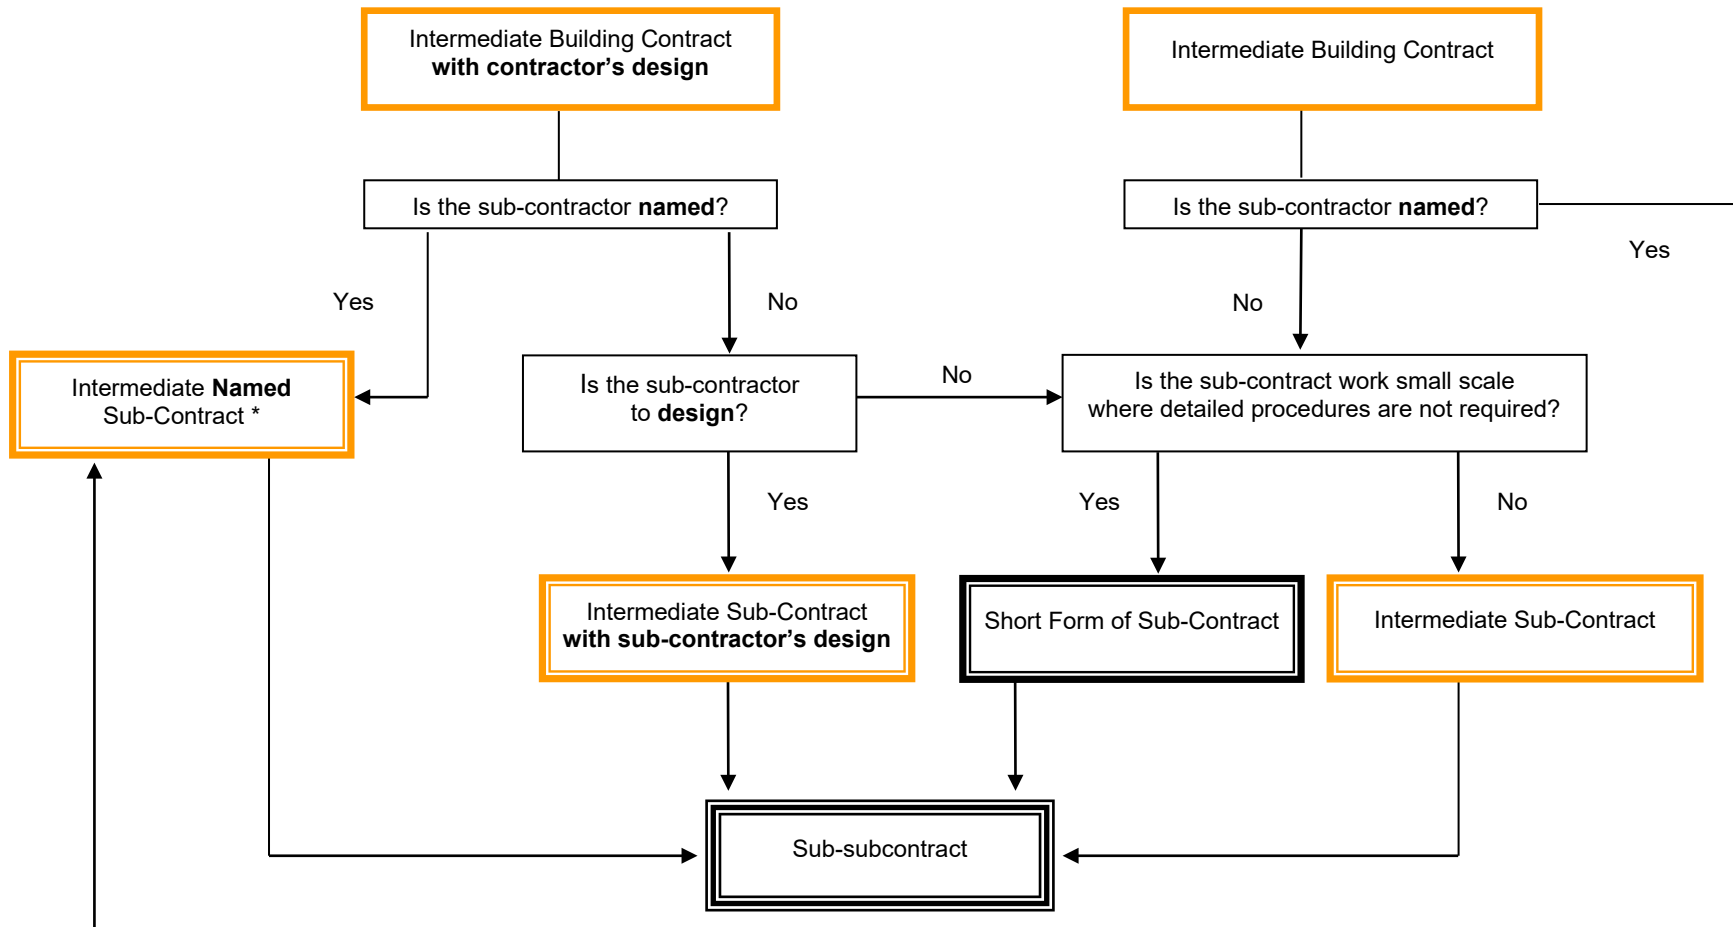 Intermediate Building Contract
with contractor’s design
Intermediate Building Contract
Is the sub-contractor named?
Is the sub-contractor named?
Yes
Yes
No
No
Intermediate Named
Sub-Contract *
Is the sub-contractor
to design?
No
Is the sub-contract work small scale
where detailed procedures are not required?
Yes
Yes
No
Intermediate Sub-Contract
with sub-contractor’s design
Short Form of Sub-Contract
Intermediate Sub-Contract
Sub-subcontract